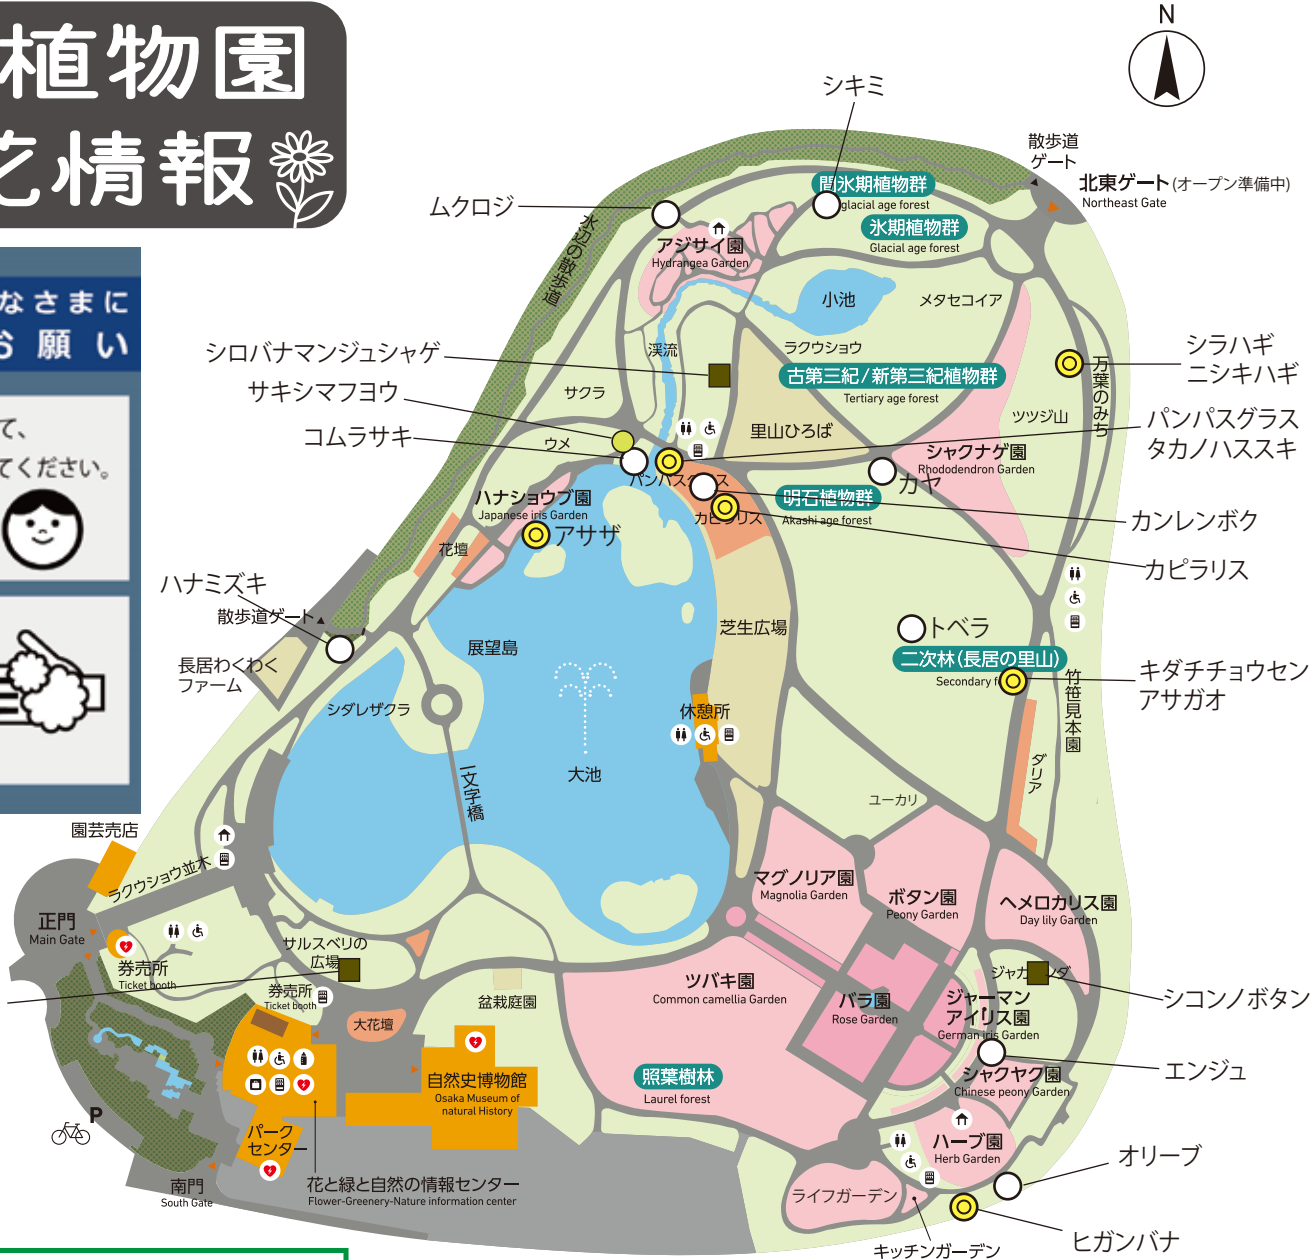 植物園
花情報
なさまに
お願い
て、
てください。
N
シキミ
散歩道
ゲート
北東ゲート(オープン準備中)
Northeast Gate
ムクロジ
間氷期植物群
glacial age forest
氷期植物群
Glacial age forest
水辺の散歩道
アジサイ園
Hydrangea Garden
小池
メタセコイア
シロバナマンジュシャゲ
渓流
ラクウショウ
シラハギ
ニシキハギ
万葉のみち
サキシマフヨウ
サクラ
古第三紀/新第三紀植物群
Tertiary age forest
ツツジ山
パンパスグラス
タカノハススキ
コムラサキ
ウメ
里山ひろば
シャクナゲ園
Rhododendron Garden
カヤ
ハナショウブ園
Japanese iris Garden
パンパスグラス
明石植物群
Akashi age forest
カンレンボク
カピラリス
アサザ
花壇
カピラリス
ハナミズキ
散歩道ゲート
長居わくわく
ファーム
展望島
芝生広場
トベラ
二次林(長居の里山)
Secondary f
キダチチョウセン
アサガオ
竹笹見本園
シダレザクラ
休憩所
一文字橋
大池
ダリア
ユーカリ
園芸売店
ラクウショウ並木
マグノリア園
Magnolia Garden
ボタン園
Peony Garden
ヘメロカリス園
Day lily Garden
正門
Main Gate
券売所
Ticket booth
サルスベリの
広場
券売所
Ticket booth
大花壇
盆栽庭園
ツバキ園
Common camellia Garden
バラ園
Rose Garden
ジャカランダ
シコンノボタン
ジャーマン
アイリス園
German iris Garden
エンジュ
シャクヤク園
Chinese peony Garden
照葉樹林
Laurel forest
自然史博物館
Osaka Museum of
natural History
P
パーク
センター
南門
South Gate
花と緑と自然の情報センター
Flower-Greenery-Nature information center
ハーブ園
Herb Garden
オリーブ
ライフガーデン
キッチンガーデン
ヒガンバナ